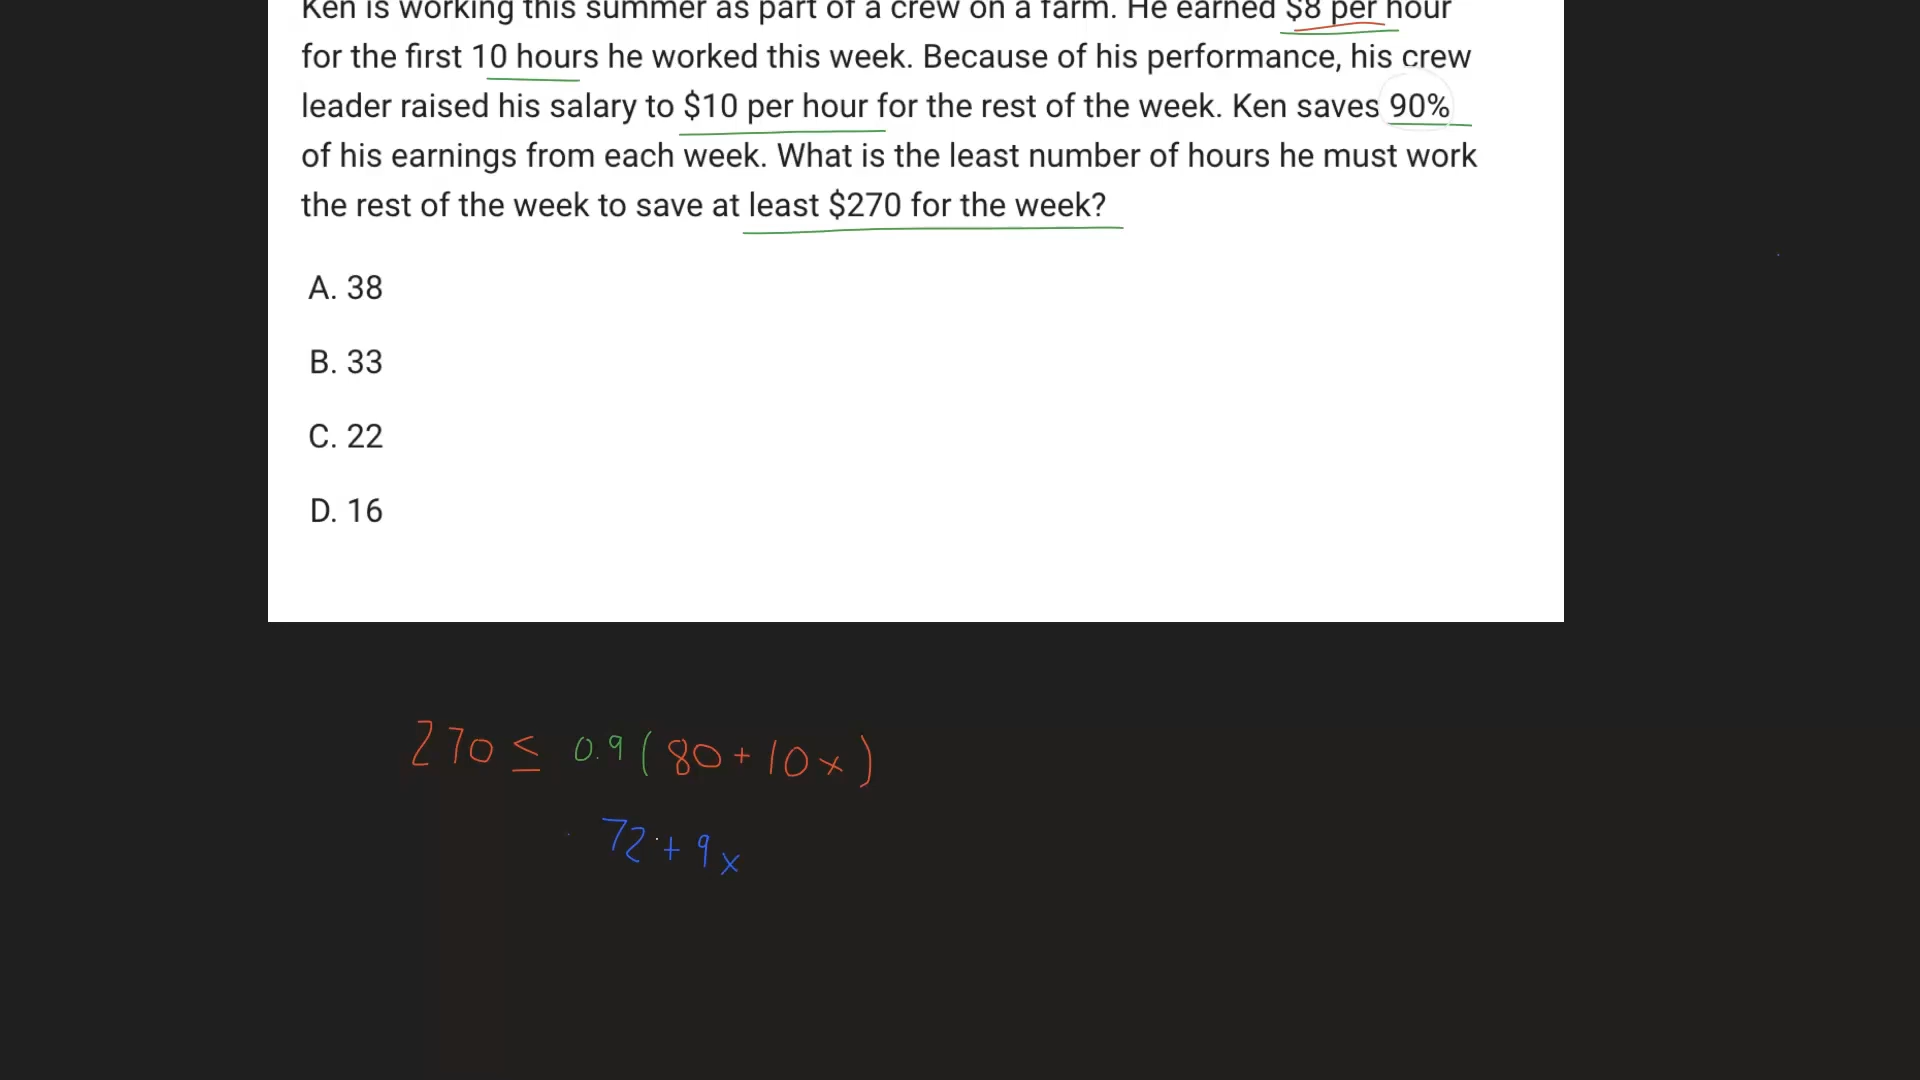 Ken is working this summer as part of a crew on a farm. He earned $8 per hour
for the first 10 hours he worked this week. Because of his performance, his crew
leader raised his salary to $10 per hour for the rest of the week. Ken saves 90%
of his earnings from each week. What is the least number of hours he must work
the rest of the week to save at least $270 for the week?
A. 38
B. 33
C. 22
D. 16
270 ≤ 0.9(80+10x)
72+9x